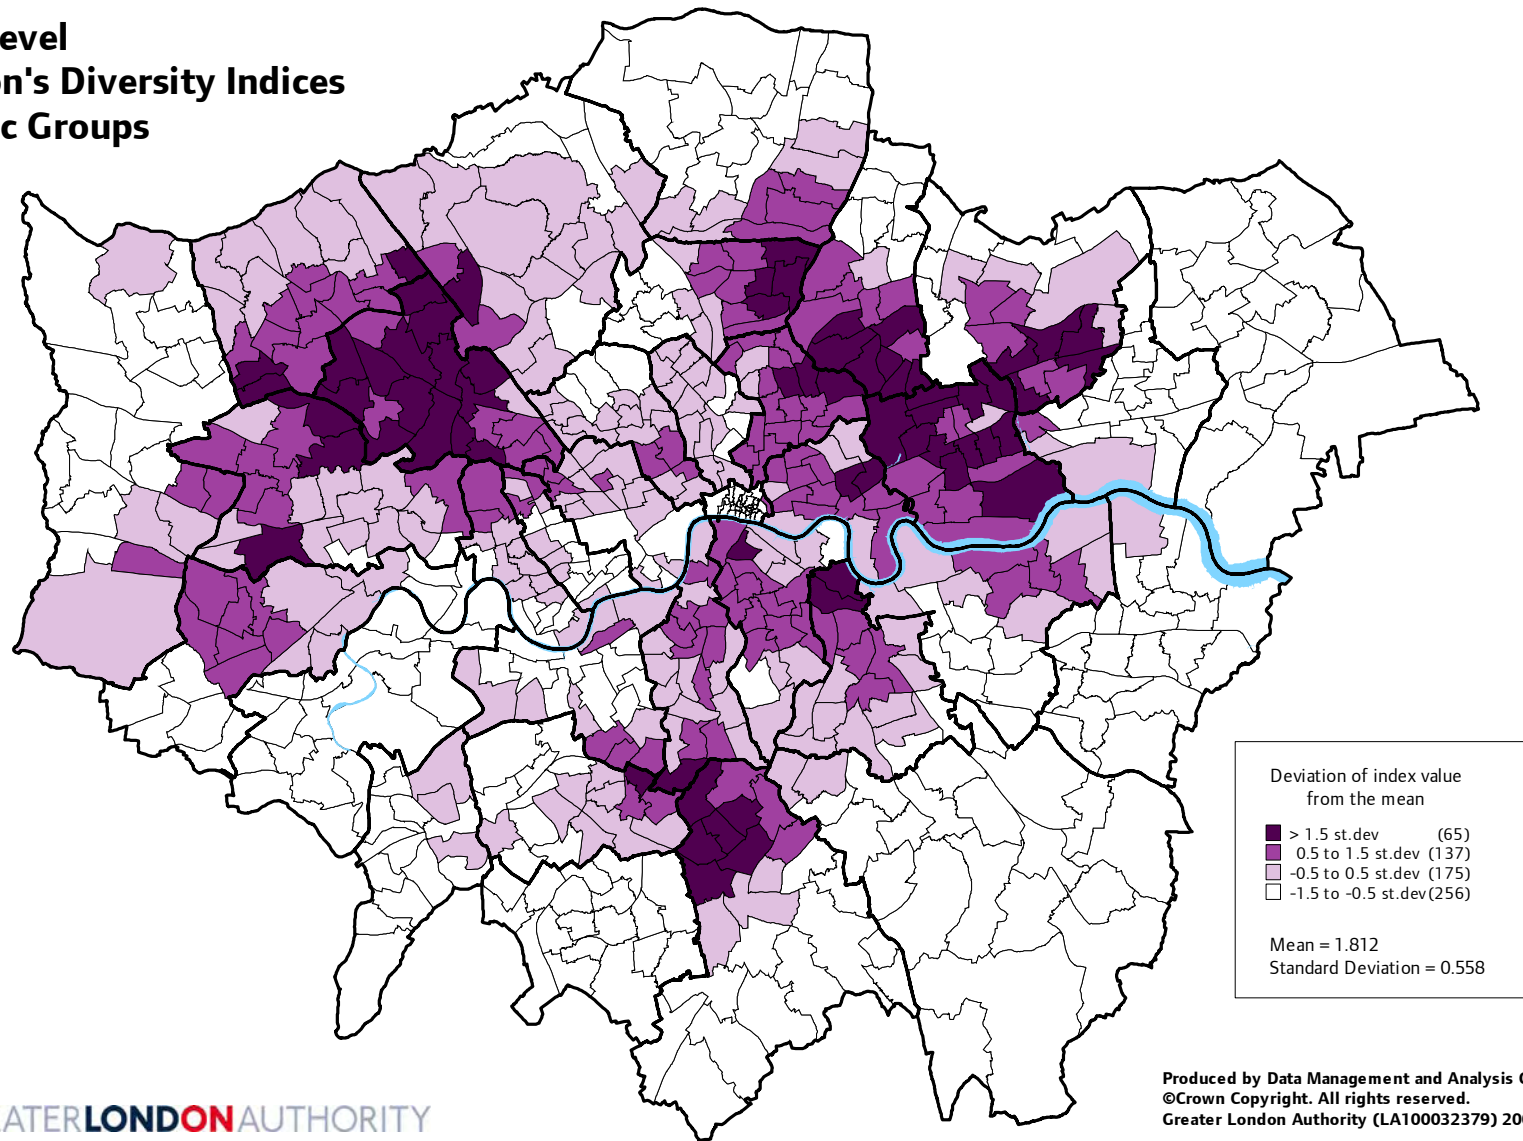 evel
on's Diversity Indices
c Groups
Deviation of index value
from the mean
> 1.5 st.dev (65)
0.5 to 1.5 st.dev (137)
-0.5 to 0.5 st.dev (175)
-1.5 to -0.5 st.dev (256)
Mean = 1.812
Standard Deviation = 0.558
Produced by Data Management and Analysis
©Crown Copyright. All rights reserved.
Greater London Authority (LA100032379)
ATERLONDONAUTHORITY